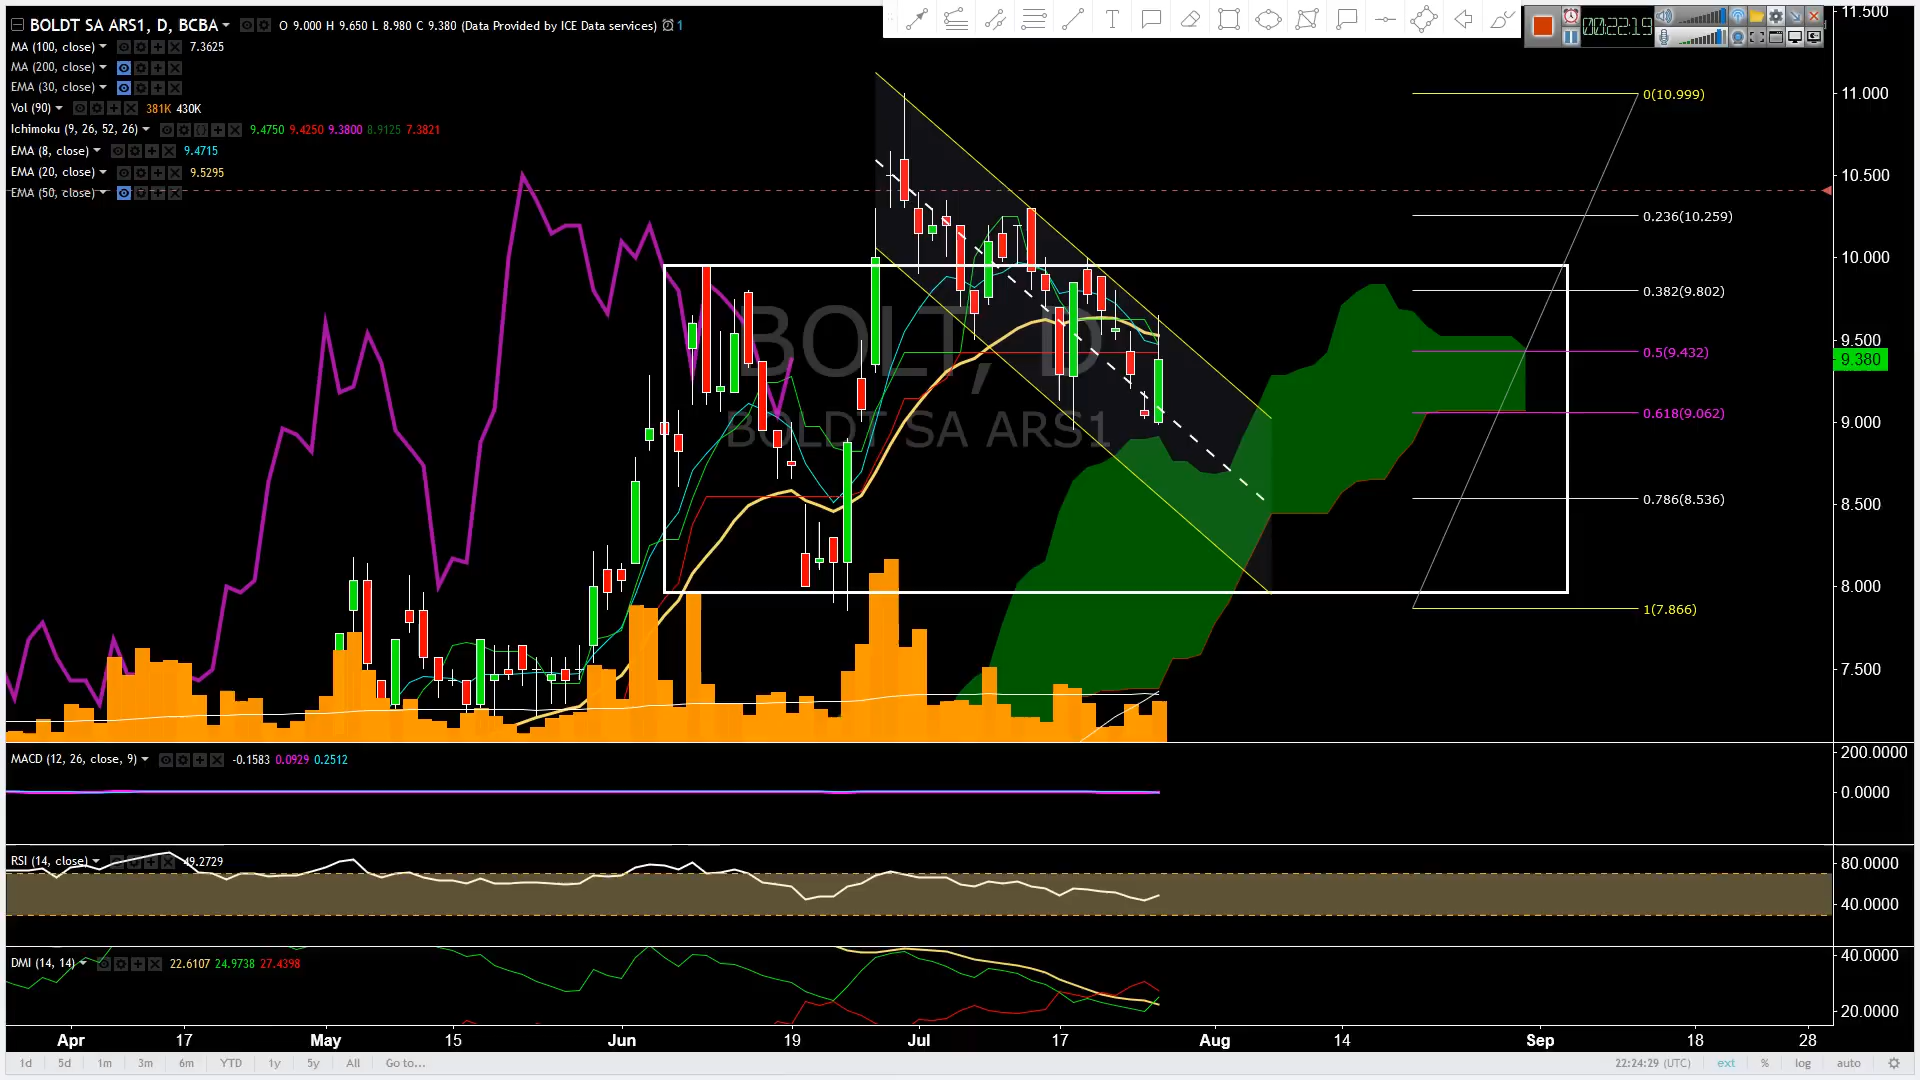 BOLDT SA ARS1, D, BCBA O 9.000 H 9.650 L 8.980 C 9.380 (Data Provided by ICE Data services) 1
MA (100, close) 7.3625
MA (200, close)
EMA (30, close)
Vol (90) 381K 430K
Ichimoku (9, 26, 52, 26) 9.4750 9.4250 9.3800 8.9125 7.3821
EMA (8, close) 9.4715
EMA (20, close) 9.5295
EMA (50, close)
T
00:22:19
11.500
11.000
10.500
10.000
9.500
9.380
9.000
8.500
8.000
7.500
0(10.999)
0.236(10.259)
0.382(9.802)
0.5(9.432)
0.618(9.062)
0.786(8.536)
1(7.866)
BOLT, D
BOLDT SA ARS1
MACD (12, 26, close, 9) -0.1583 0.0929 0.2512
200.0000
0.0000
RSI (14, close) 49.2729
80.0000
40.0000
DMI (14, 14) 22.6107 24.9738 27.4398
40.0000
20.0000
Apr 17 May 15 Jun 19 Jul 17 Aug 14 Sep 18 28
1d 5d 1m 3m 6m YTD 1y 5y All Go to... 22:24:29 (UTC) ext % log auto